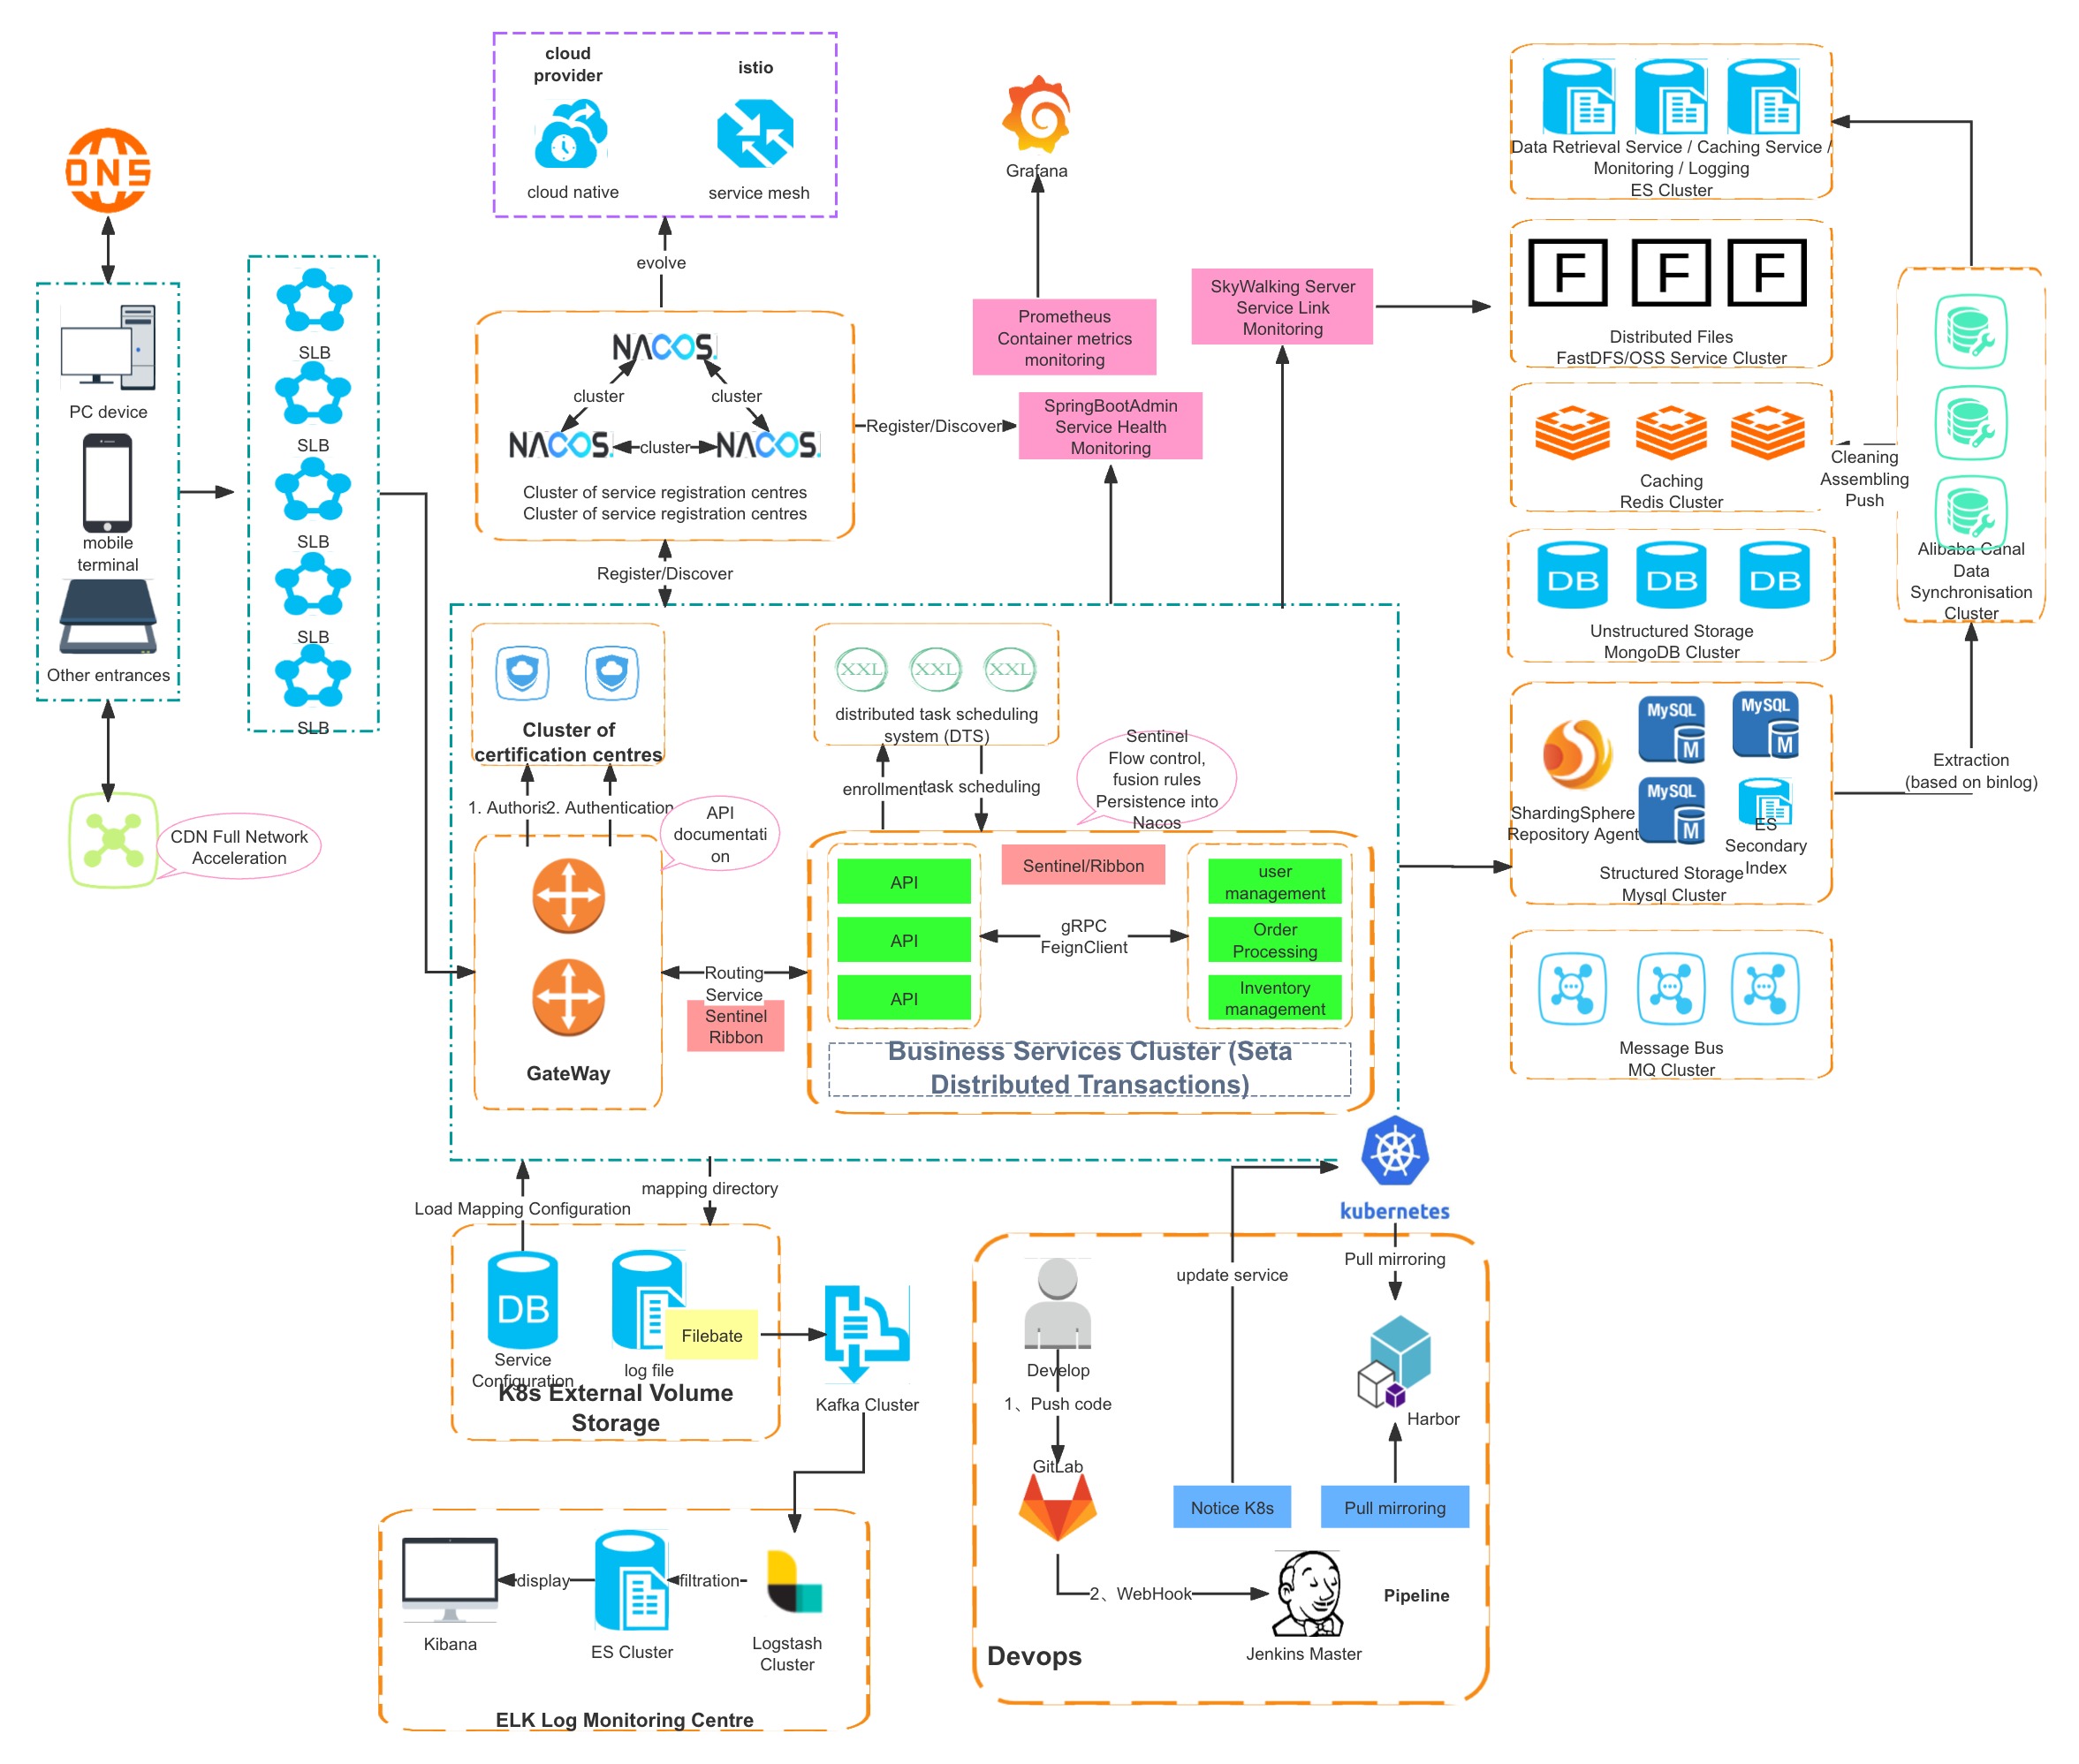 cloud
provider
istio
cloud native
service mesh
evolve
DNS
PC device
mobile
terminal
Other entrances
CDN Full Network
Acceleration
SLB
SLB
SLB
SLB
SLB
NACOS.
cluster
cluster
NACOS.
cluster
NACOS.
Cluster of service registration centres
Cluster of service registration centres
Register/Discover
Register/Discover
Grafana
Prometheus
Container metrics
monitoring
SpringBootAdmin
Service Health
Monitoring
SkyWalking Server
Service Link
Monitoring
Data Retrieval Service / Caching Service /
Monitoring / Logging
ES Cluster
F
F
F
Distributed Files
FastDFS/OSS Service Cluster
Caching
Redis Cluster
Cleaning
Assembling
Push
Alibaba Canal
Data
Synchronisation
Cluster
DB
DB
DB
Unstructured Storage
MongoDB Cluster
MySQL
M
MySQL
M
MySQL
M
ShardingSphere
Repository Agent
ES
Secondary
Index
Structured Storage
Mysql Cluster
Extraction
(based on binlog)
Message Bus
MQ Cluster
Cluster of
certification centres
1. Authoris
2. Authentication
API
documentati
on
GateWay
Routing
Service
Sentinel
Ribbon
XXL
XXL
XXL
distributed task scheduling
system (DTS)
enrollment
task scheduling
Sentinel
Flow control,
fusion rules
Persistence into
Nacos
API
API
API
Sentinel/Ribbon
gRPC
FeignClient
user
management
Order
Processing
Inventory
management
Business Services Cluster (Seta
Distributed Transactions)
kubernetes
Load Mapping Configuration
mapping directory
DB
Service
Configuration
log file
Filebate
K8s External Volume
Storage
Kafka Cluster
display
filtration
Kibana
ES Cluster
Logstash
Cluster
ELK Log Monitoring Centre
update service
Pull mirroring
Develop
1、Push code
GitLab
Harbor
Notice K8s
Pull mirroring
2、WebHook
Jenkins Master
Pipeline
Devops